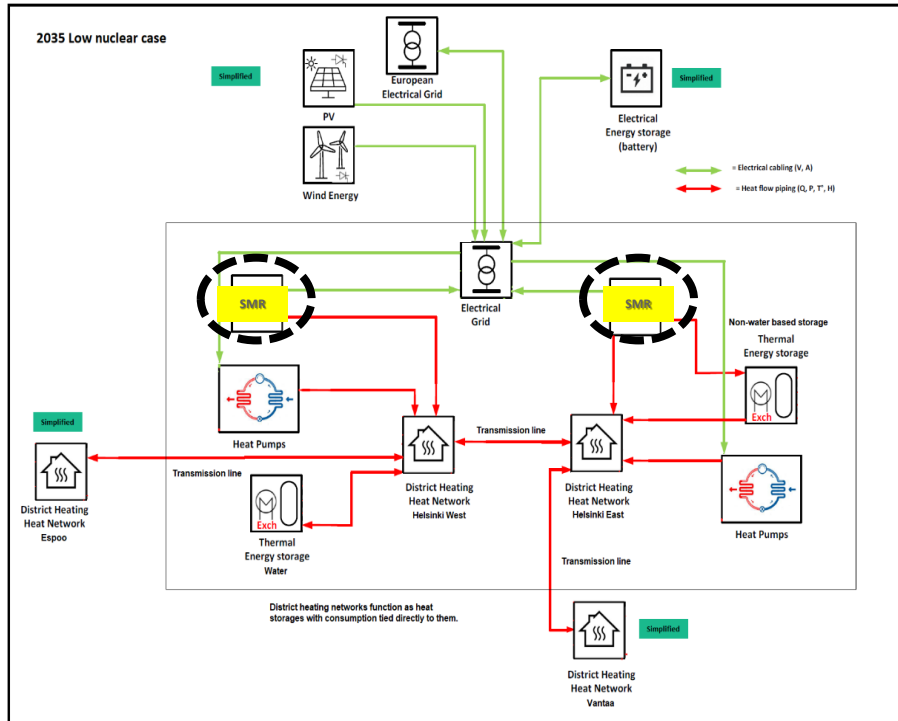 2035 Low nuclear case
Simplified
PV
European
Electrical Grid
Electrical
Energy storage
(battery)
Simplified
Wind Energy
= Electrical cabling (V, A)
= Heat flow piping (Q, P, T°, H)
SMR
Electrical
Grid
SMR
Non-water based storage
Thermal
Energy storage
Exch
Heat Pumps
Simplified
District Heating
Heat Network
Espoo
Transmission line
District Heating
Heat Network
Helsinki West
Transmission line
District Heating
Heat Network
Helsinki East
Heat Pumps
Exch
Thermal
Energy storage
Water
Transmission line
District heating networks function as heat
storages with consumption tied directly to them.
Simplified
District Heating
Heat Network
Vantaa